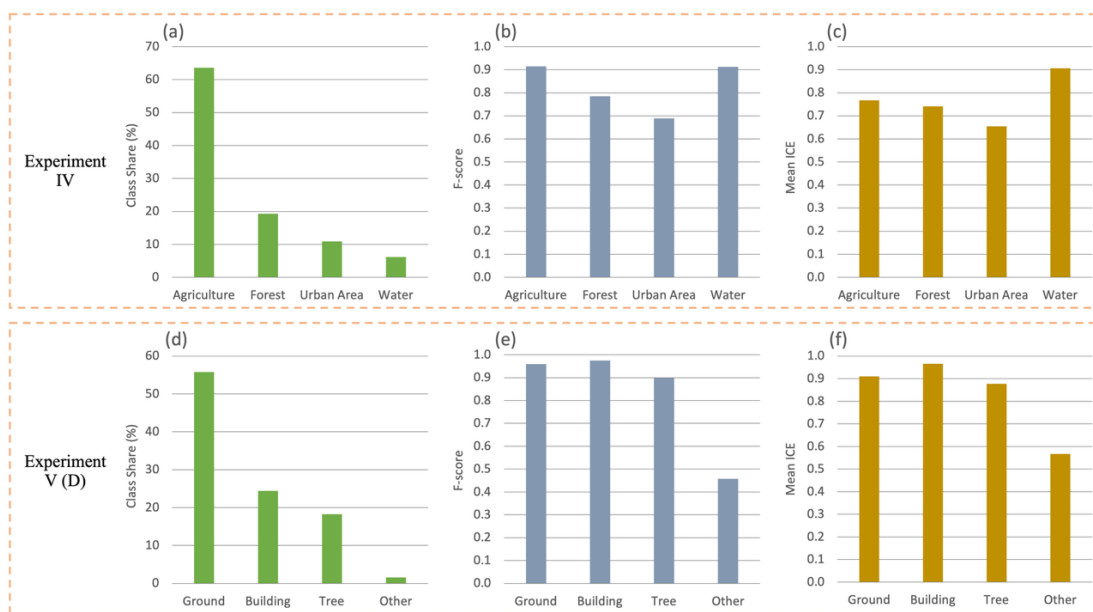 Experiment
IV
(a)
Class Share (%)
70
60
50
40
30
20
10
0
Agriculture Forest Urban Area Water
(b)
F-score
1.0
0.9
0.8
0.7
0.6
0.5
0.4
0.3
0.2
0.1
0.0
Agriculture Forest Urban Area Water
(c)
Mean ICE
1.0
0.9
0.8
0.7
0.6
0.5
0.4
0.3
0.2
0.1
0.0
Agriculture Forest Urban Area Water
Experiment
V (D)
(d)
Class Share (%)
60
50
40
30
20
10
0
Ground Building Tree Other
(e)
F-score
1.0
0.9
0.8
0.7
0.6
0.5
0.4
0.3
0.2
0.1
0.0
Ground Building Tree Other
(f)
Mean ICE
1.0
0.9
0.8
0.7
0.6
0.5
0.4
0.3
0.2
0.1
0.0
Ground Building Tree Other